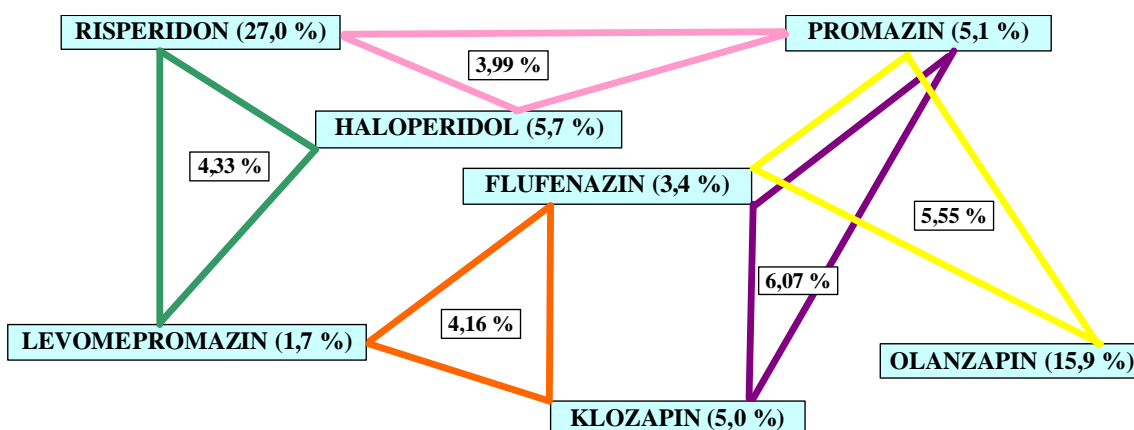 RISPERIDON (27,0 %)
PROMAZIN (5,1 %)
3,99 %
HALOPERIDOL (5,7 %)
4,33 %
FLUFENAZIN (3,4 %)
5,55 %
6,07 %
4,16 %
LEVOMEPROMAZIN (1,7 %)
OLANZAPIN (15,9 %)
KLOZAPIN (5,0 %)